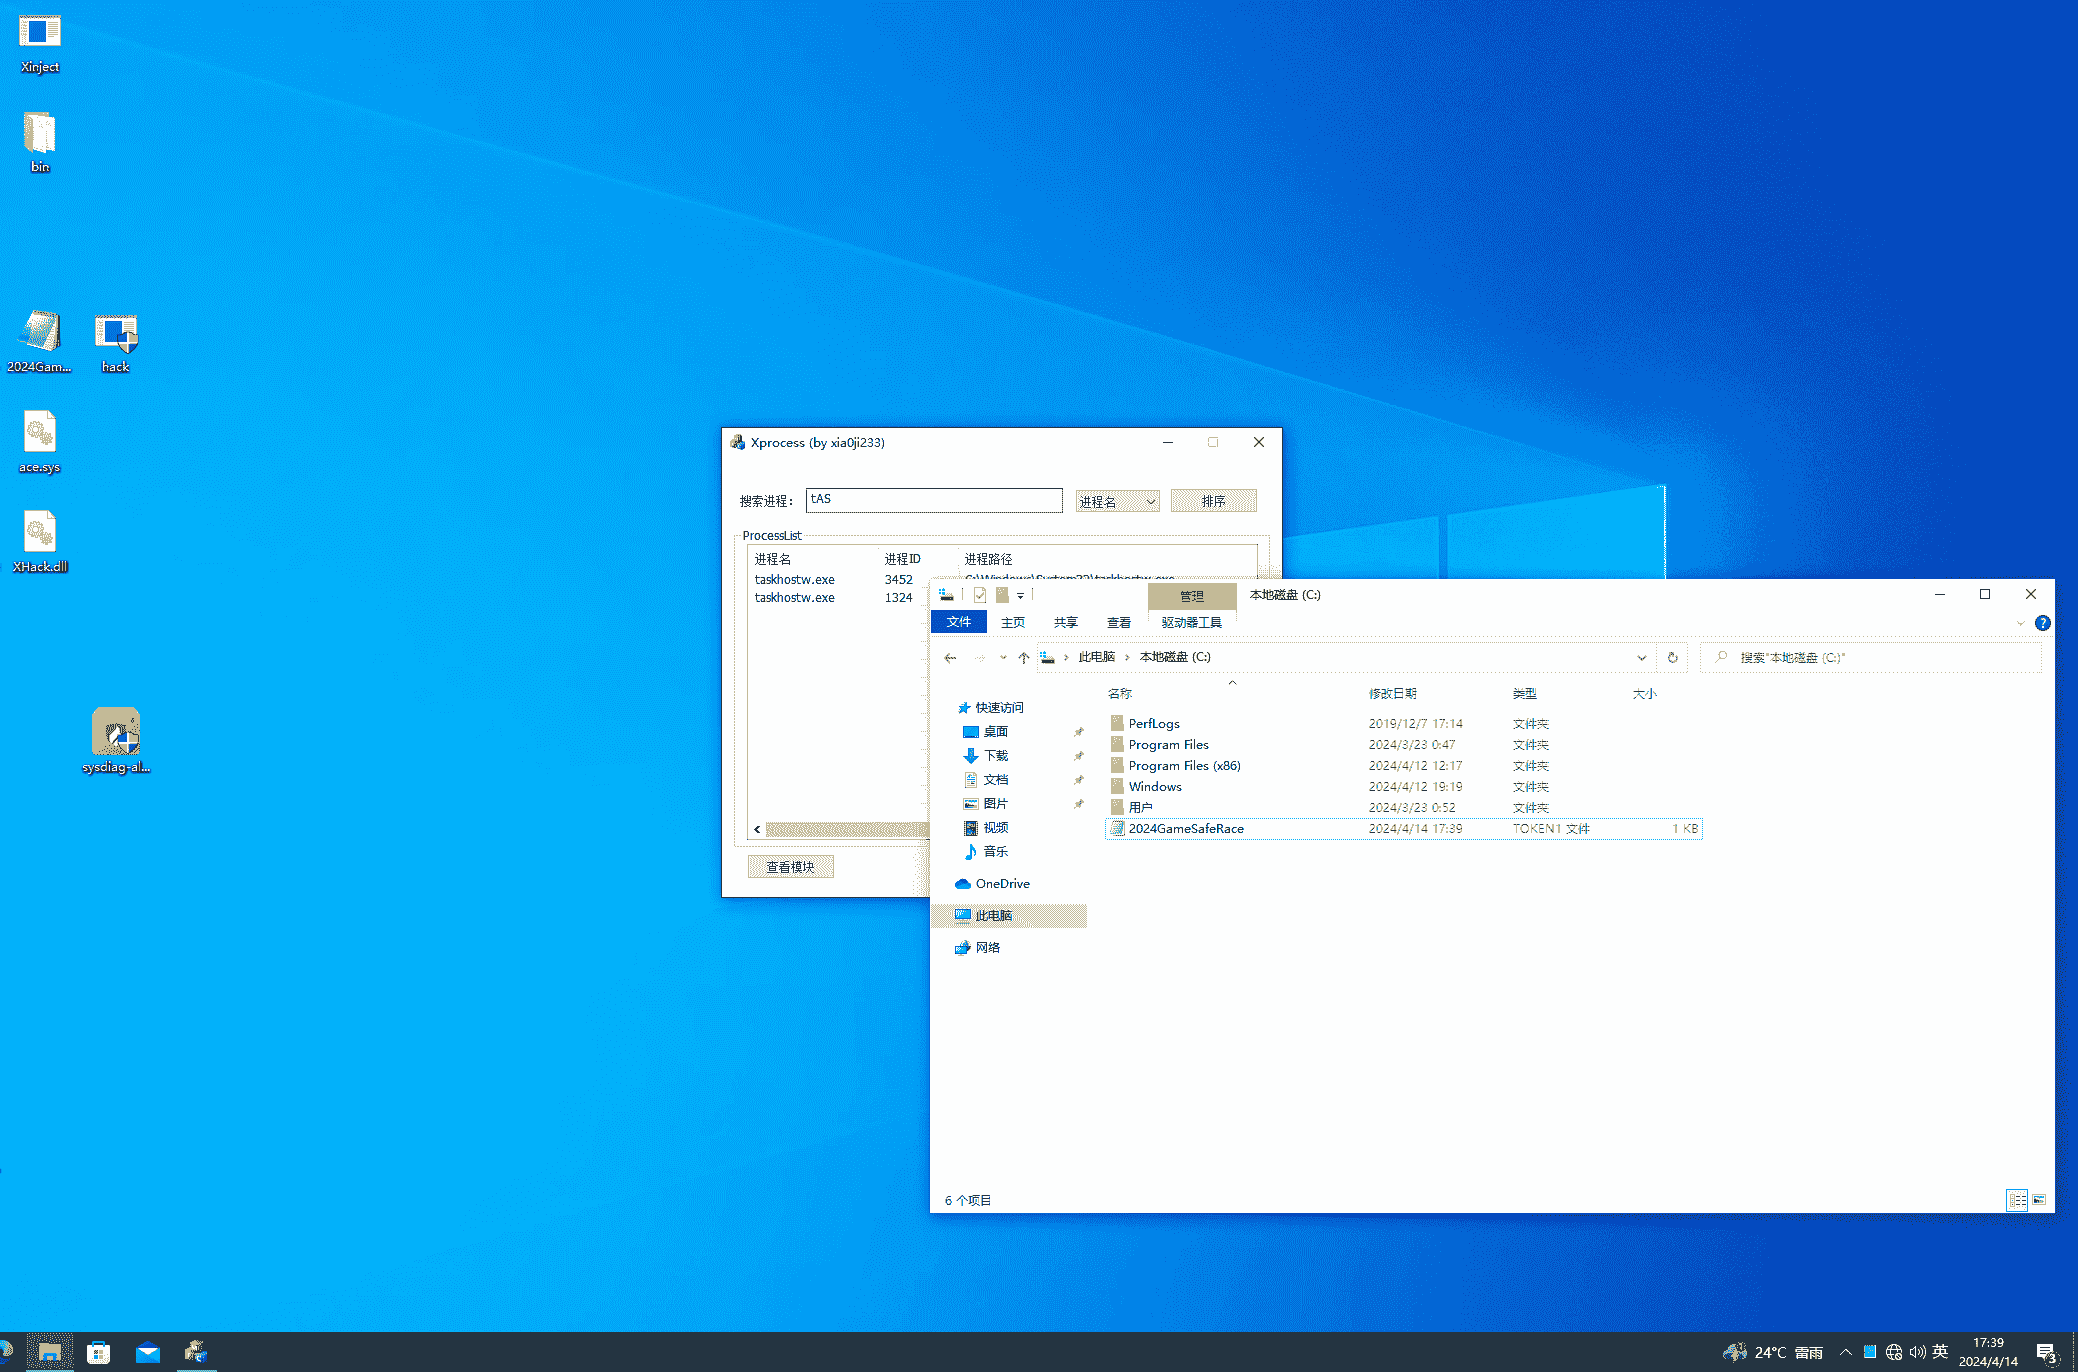 Xinject
bin
2024Gam...
hack
ace.sys
XHack.dll
sysdiag-al...
Xprocess (by xia0ji233)
搜索进程：
tAS
进程名
排序
ProcessList
进程名 进程ID 进程路径
taskhostw.exe 3452 C:\Windows\System32\taskhostw.exe
taskhostw.exe 1324
查看模块
管理
本地磁盘 (C:)
文件 主页 共享 查看 驱动器工具
此电脑 › 本地磁盘 (C:)
搜索"本地磁盘 (C:)"
快速访问
桌面
下载
文档
图片
视频
音乐
OneDrive
此电脑
网络
名称 修改日期 类型 大小
PerfLogs 2019/12/7 17:14 文件夹
Program Files 2024/3/23 0:47 文件夹
Program Files (x86) 2024/4/12 12:17 文件夹
Windows 2024/4/12 19:19 文件夹
用户 2024/3/23 0:52 文件夹
2024GameSafeRace 2024/4/14 17:39 TOKEN1 文件 1 KB
6 个项目
24°C 雷雨
英
17:39
2024/4/14
3